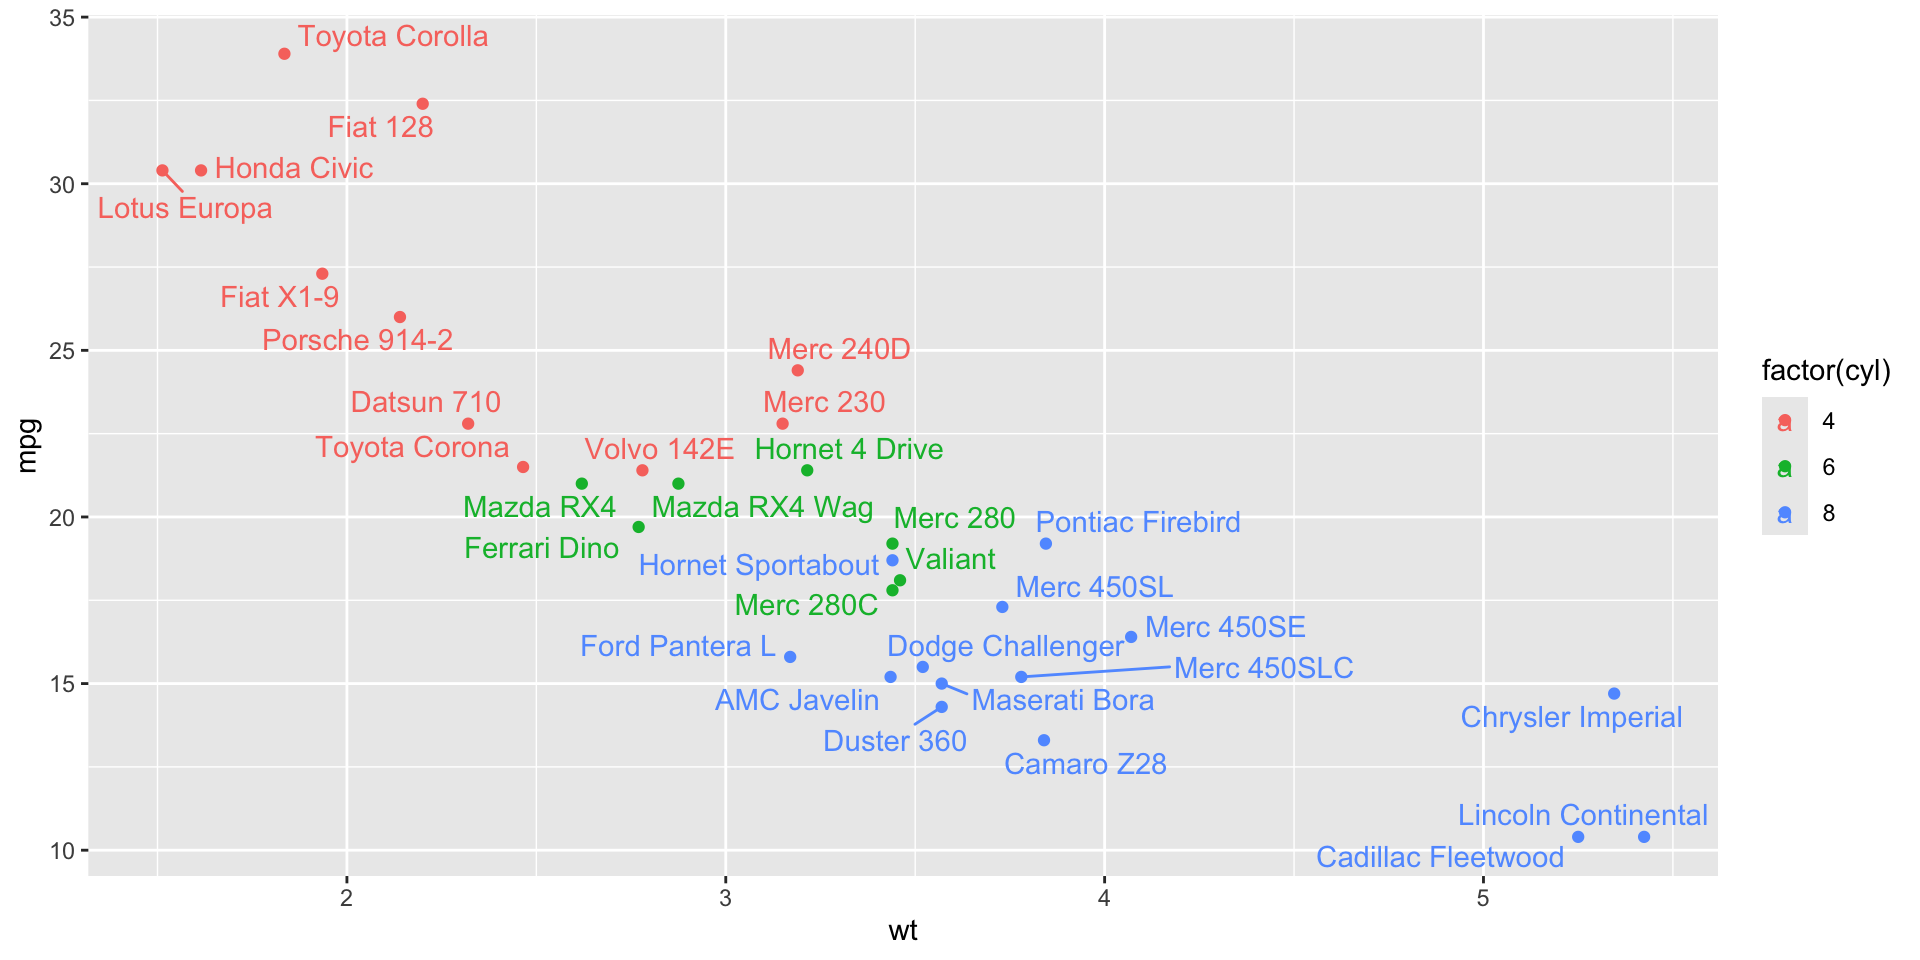 35
Toyota Corolla
Fiat 128
Honda Civic
30
Lotus Europa
Fiat X1-9
Porsche 914-2
25
Merc 240D
Datsun 710
Merc 230
mpg
Toyota Corona
Volvo 142E
Hornet 4 Drive
Mazda RX4
Mazda RX4 Wag
20
Merc 280
Pontiac Firebird
Ferrari Dino
Hornet Sportabout
Valiant
Merc 450SL
Merc 280C
Merc 450SE
Ford Pantera L
Dodge Challenger
Merc 450SLC
15
AMC Javelin
Maserati Bora
Chrysler Imperial
Duster 360
Camaro Z28
Lincoln Continental
10
Cadillac Fleetwood
2
3
4
5
wt
factor(cyl)
a 4
a 6
a 8